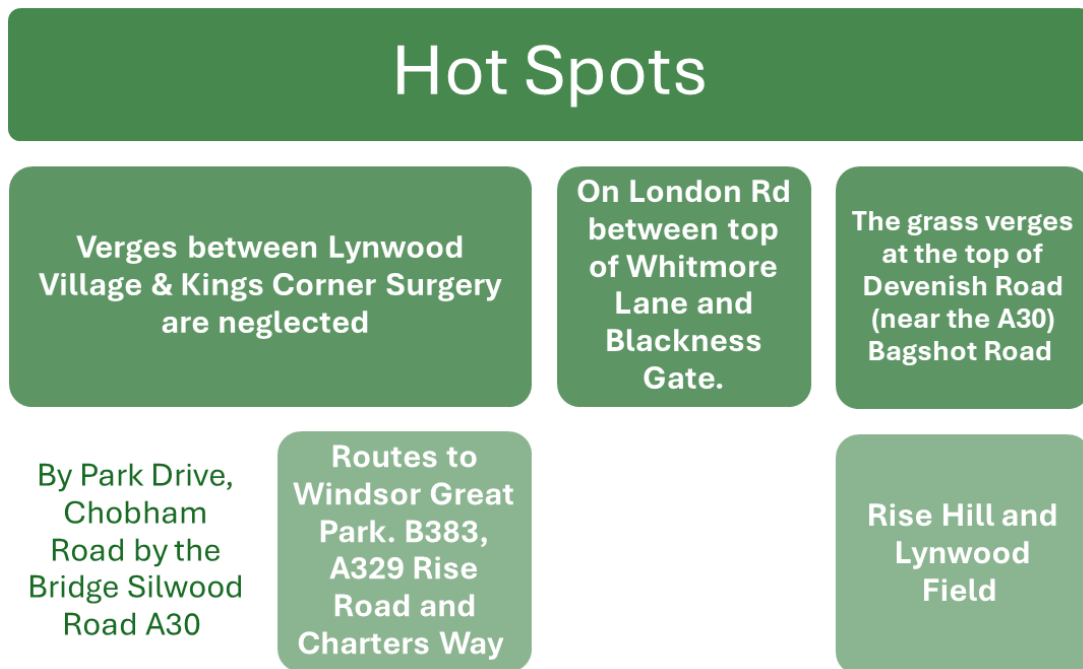 Hot Spots
Verges between Lynwood
Village & Kings Corner Surgery
are neglected
On London Rd
between top
of Whitmore
Lane and
Blackness
Gate.
The grass verges
at the top of
Devenish Road
(near the A30)
Bagshot Road
By Park Drive,
Chobham
Road by the
Bridge Silwood
Road A30
Routes to
Windsor Great
Park. B383,
A329 Rise
Road and
Charters Way
Rise Hill and
Lynwood
Field